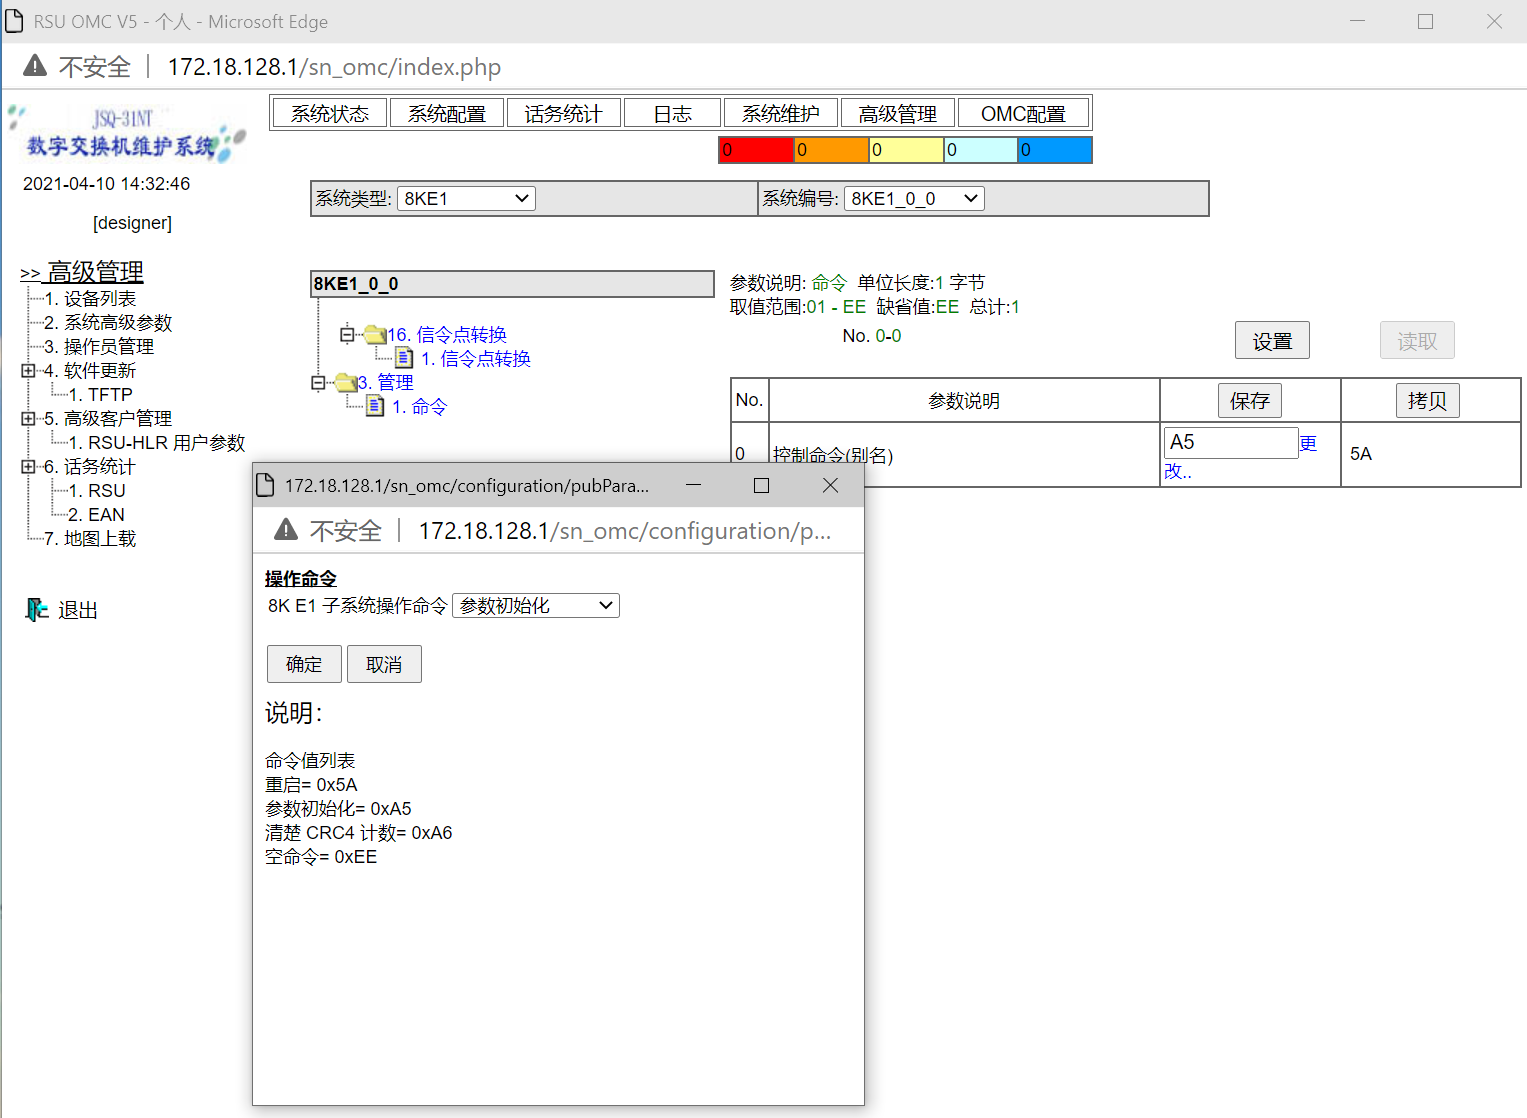 RSU OMC V5 - 个人 - Microsoft Edge
不安全 | 172.18.128.1/sn_omc/index.php
JSQ-31NT
数字交换机维护系统
2021-04-10 14:32:46
[designer]
系统状态 系统配置 话务统计 日志 系统维护 高级管理 OMC配置
0 0 0 0 0
系统类型: 8KE1 系统编号: 8KE1_0_0
>> 高级管理
1. 设备列表
2. 系统高级参数
3. 操作员管理
4. 软件更新
1. TFTP
5. 高级客户管理
1. RSU-HLR 用户参数
6. 话务统计
1. RSU
2. EAN
7. 地图上载
退出
8KE1_0_0
16. 信令点转换
1. 信令点转换
3. 管理
1. 命令
参数说明: 命令 单位长度:1 字节
取值范围:01 - EE 缺省值:EE 总计:1
No. 0-0
设置 读取
No. 参数说明 保存 拷贝
0 控制命令(别名) A5 更改.. 5A
172.18.128.1/sn_omc/configuration/pubPara...
不安全 | 172.18.128.1/sn_omc/configuration/p...
操作命令
8K E1 子系统操作命令 参数初始化
确定 取消
说明:
命令值列表
重启= 0x5A
参数初始化= 0xA5
清楚 CRC4 计数= 0xA6
空命令= 0xEE